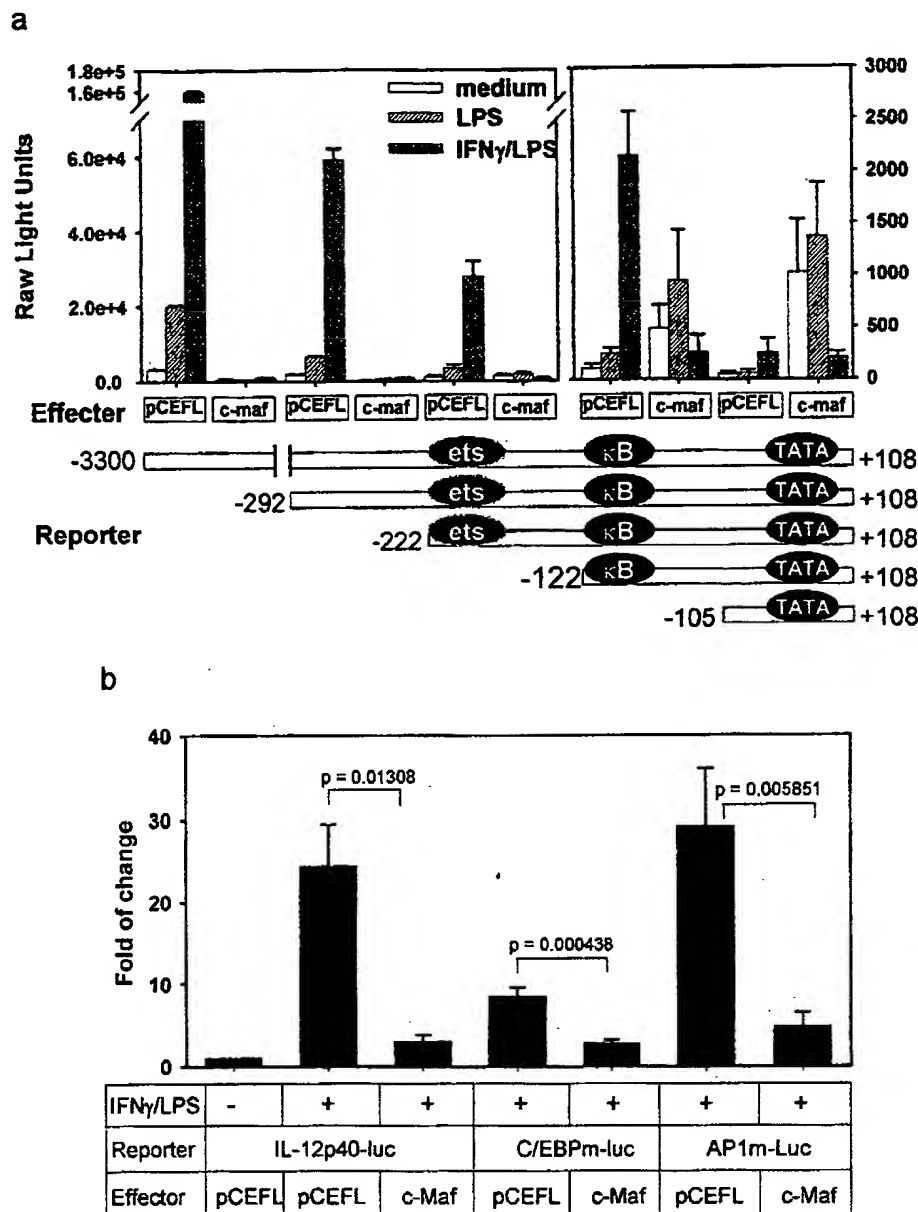 a
1.8e+5
1.6e+5
6.0e+4
4.0e+4
2.0e+4
0.0
Raw Light Units
medium
LPS
IFNγ/LPS
3000
2500
2000
1500
1000
500
0
Effecter
pCEFL c-maf pCEFL c-maf pCEFL c-maf pCEFL c-maf pCEFL c-maf
-3300 ets κB TATA +108
-292 ets κB TATA +108
Reporter
-222 ets κB TATA +108
-122 κB TATA +108
-105 TATA +108
b
40
30
20
10
0
Fold of change
p = 0.01308
p = 0.000438
p = 0.005851
IFNγ/LPS - + + + + + +
Reporter IL-12p40-luc C/EBPm-luc AP1m-Luc
Effector pCEFL pCEFL c-Maf pCEFL c-Maf pCEFL c-Maf